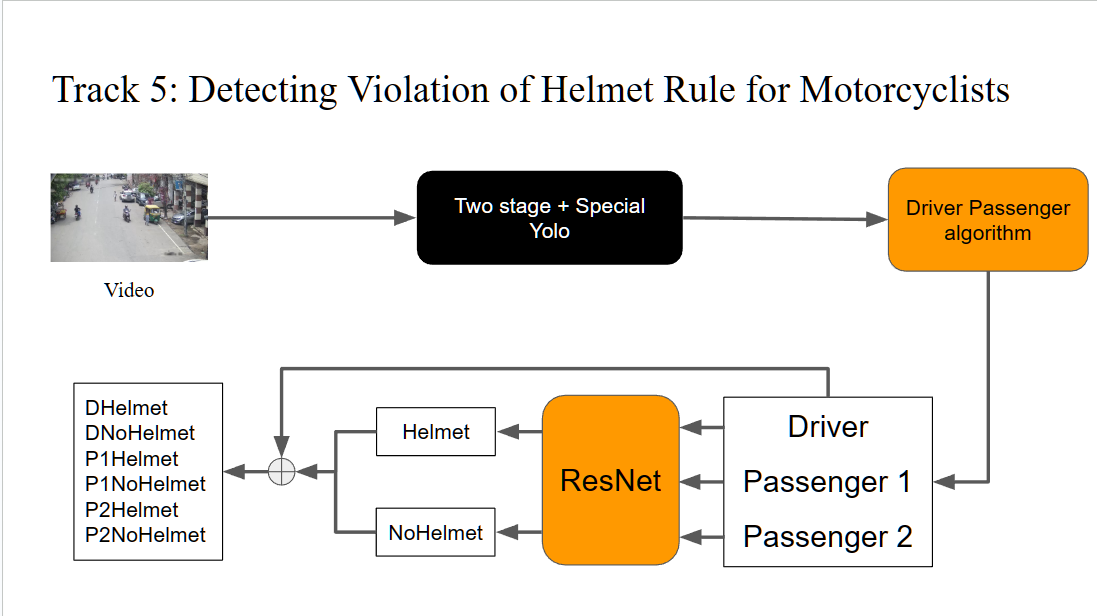 Track 5: Detecting Violation of Helmet Rule for Motorcyclists
Two stage + Special
Yolo
Driver Passenger
algorithm
Video
DHelmet
DNoHelmet
P1Helmet
P1NoHelmet
P2Helmet
P2NoHelmet
Helmet
NoHelmet
ResNet
Driver
Passenger 1
Passenger 2